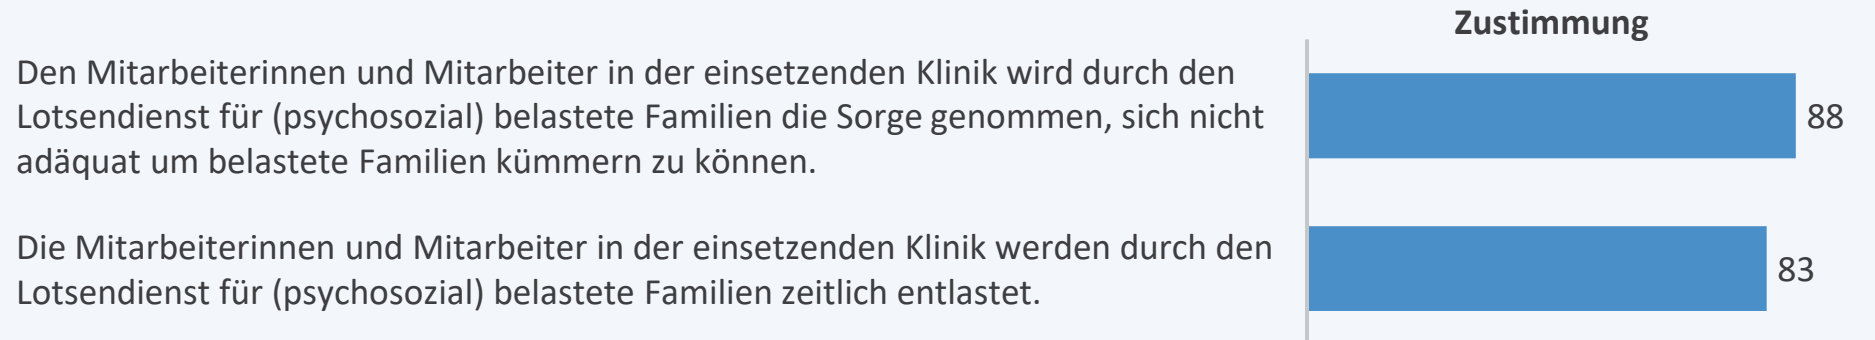 Zustimmung
Den Mitarbeiterinnen und Mitarbeiter in der einsetzenden Klinik wird durch den
Lotsendienst für (psychosozial) belastete Familien die Sorge genommen, sich nicht
adäquat um belastete Familien kümmern zu können.
88
Die Mitarbeiterinnen und Mitarbeiter in der einsetzenden Klinik werden durch den
Lotsendienst für (psychosozial) belastete Familien zeitlich entlastet.
83